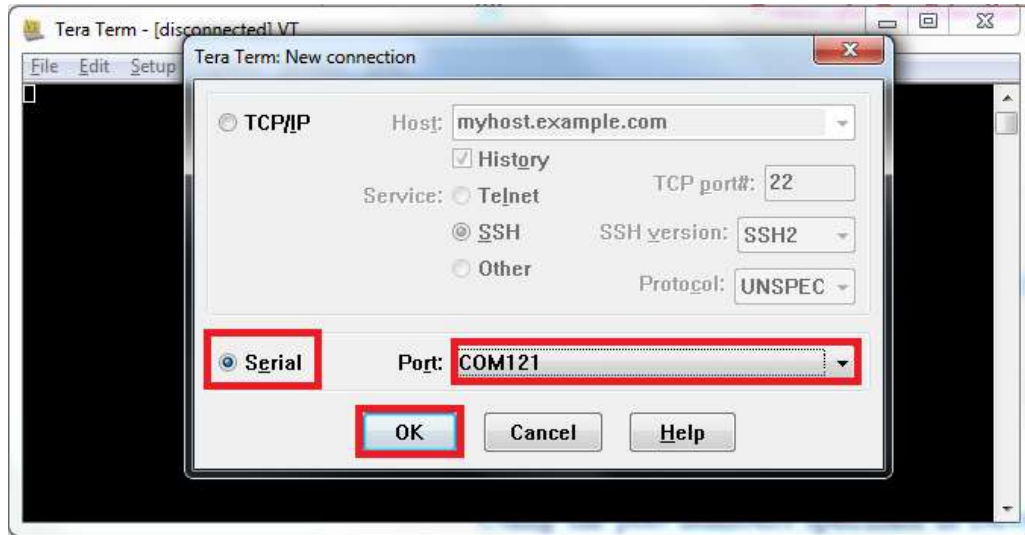 Tera Term - [disconnected] VT
File Edit Setup
Tera Term: New connection
TCP/IP Host: myhost.example.com
History
Service: Telnet TCP port#: 22
SSH SSH version: SSH2
Other Protocol: UNSPEC
Serial Port: COM121
OK Cancel Help